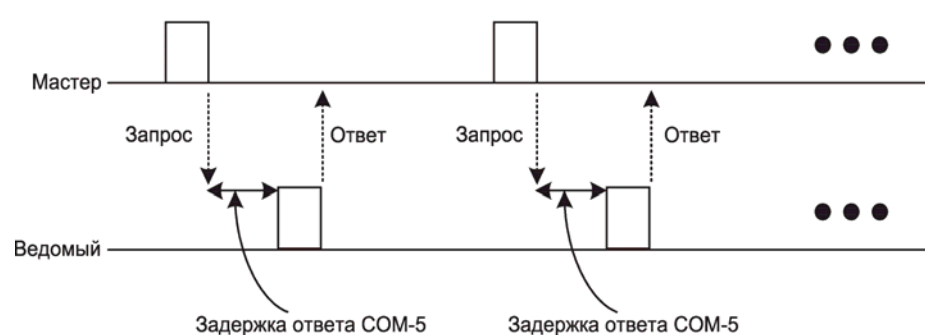 Мастер
Запрос
Ответ
Запрос
Ответ
Ведомый
Задержка ответа COM-5
Задержка ответа COM-5